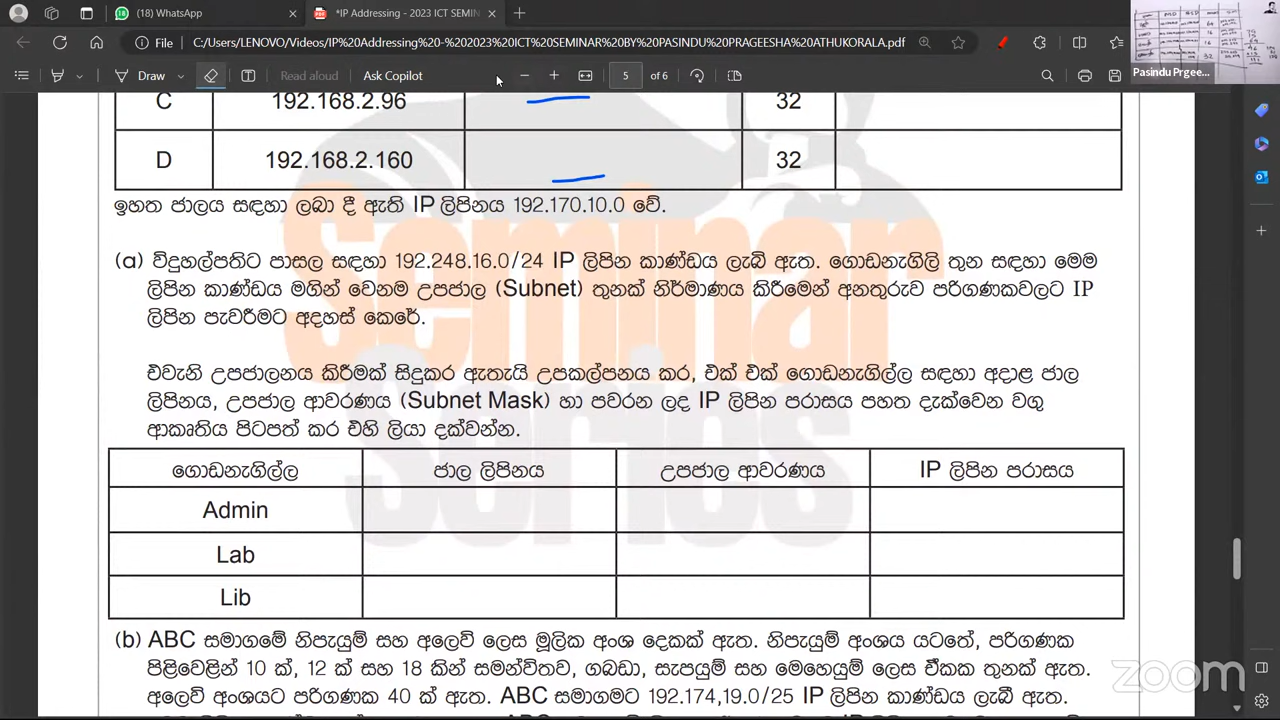 (18) WhatsApp
*IP Addressing - 2023 ICT SEMIN
File
C:/Users/LENOVO/Videos/IP%20Addressing%20-%202023%20ICT%20SEMINAR%20BY%20PASINDU%20PRAGEESHA%20ATHUKORALA.pdf
Pasindu Prgee...
Draw
Read aloud
Ask Copilot
5 of 6
C 192.168.2.96 32
D 192.168.2.160 32
ඉහත ජාලය සඳහා ලබා දී ඇති IP ලිපිනය 192.170.10.0 වේ.
(a) විදුහල්පතිට පාසල සඳහා 192.248.16.0/24 IP ලිපින කාණ්ඩය ලැබී ඇත. ගොඩනැගිලි තුන සඳහා මෙම
ලිපින කාණ්ඩය මගින් වෙනම උපජාල (Subnet) තුනක් නිර්මාණය කිරීමෙන් අනතුරුව පරිගණකවලට IP
ලිපින පැවරීමට අදහස් කෙරේ.
එවැනි උපජාලනය කිරීමක් සිදුකර ඇතැයි උපකල්පනය කර, එක් එක් ගොඩනැගිල්ල සඳහා අදාළ ජාල
ලිපිනය, උපජාල ආවරණය (Subnet Mask) හා පවරන ලද IP ලිපින පරාසය පහත දැක්වෙන වගු
ආකෘතිය පිටපත් කර එහි ලියා දක්වන්න.
ගොඩනැගිල්ල ජාල ලිපිනය උපජාල ආවරණය IP ලිපින පරාසය
Admin
Lab
Lib
(b) ABC සමාගමේ නිපැයුම් සහ අලෙවි ලෙස මූලික අංශ දෙකක් ඇත. නිපැයුම් අංශය යටතේ, පරිගණක
පිළිවෙළින් 10 ක්, 12 ක් සහ 18 කින් සමන්විතව, ගබඩා, සැපයුම් සහ මෙහෙයුම් ලෙස ඒකක තුනක් ඇත.
අලෙවි අංශයට පරිගණක 40 ක් ඇත. ABC සමාගමට 192.174,19.0/25 IP ලිපින කාණ්ඩය ලැබී ඇත.
zoom